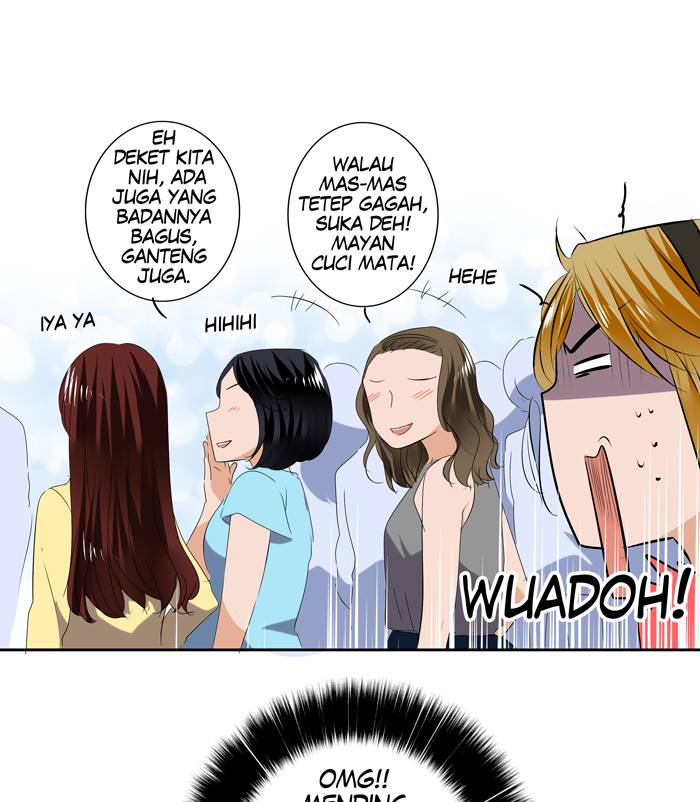 EH
DEKET KITA
NIH, ADA
JUGA YANG
BADANNYA
BAGUS,
GANTENG
JUGA.
WALAU
MAS-MAS
TETEP GAGAH,
SUKA DEH!
MAYAN
CUCI MATA!
IYA YA
HIHIHI
HEHE
WUADOH!
OMG!!
MENDING